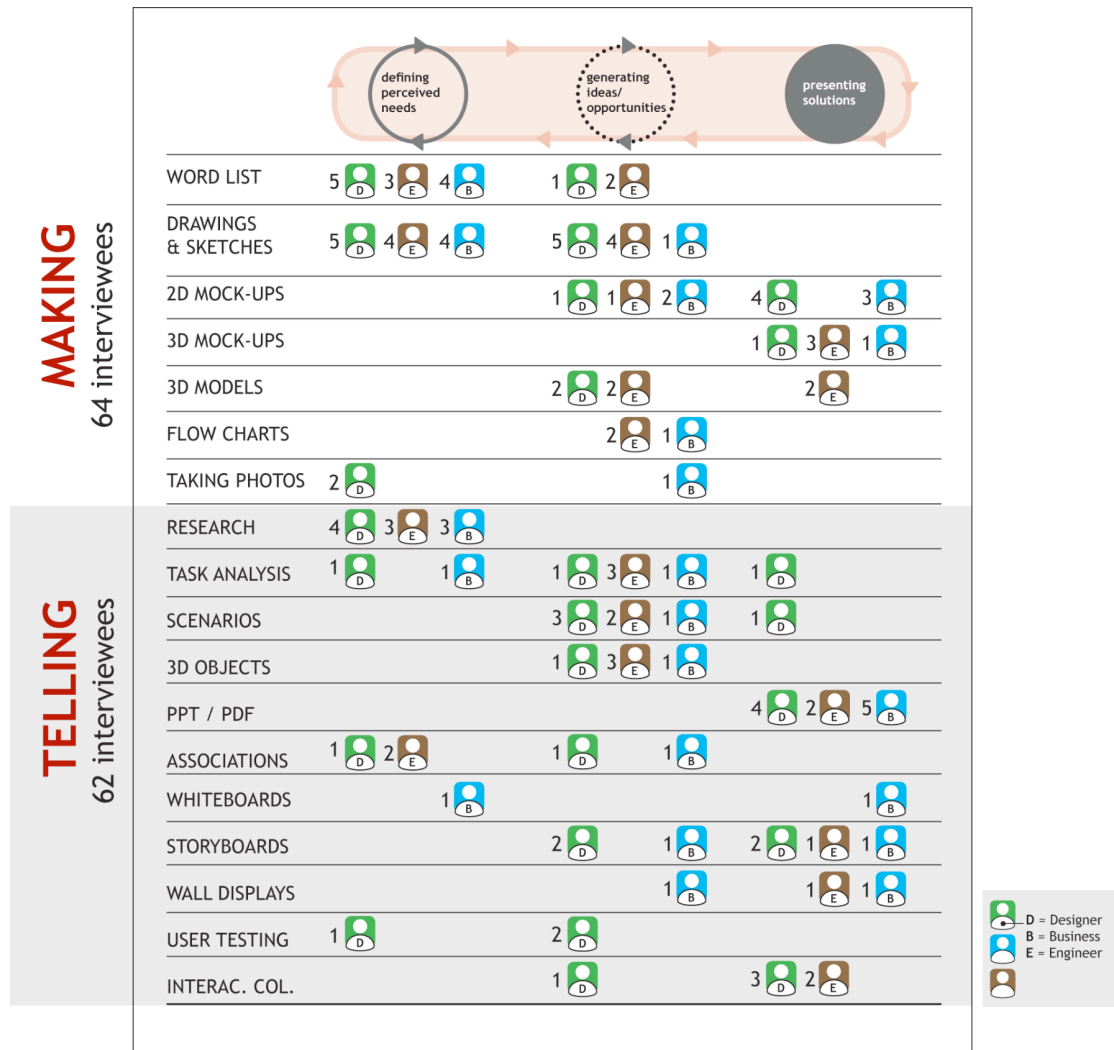 defining
perceived
needs
generating
ideas/
opportunities
presenting
solutions
MAKING
64 interviewees
WORD LIST 5 D 3 E 4 B 1 D 2 E
DRAWINGS
& SKETCHES 5 D 4 E 4 B 5 D 4 E 1 B
2D MOCK-UPS 1 D 1 E 2 B 4 D 3 B
3D MOCK-UPS 1 D 3 E 1 B
3D MODELS 2 D 2 E 2 E
FLOW CHARTS 2 E 1 B
TAKING PHOTOS 2 D 1 B
TELLING
62 interviewees
RESEARCH 4 D 3 E 3 B
TASK ANALYSIS 1 D 1 B 1 D 3 E 1 B 1 D
SCENARIOS 3 D 2 E 1 B 1 D
3D OBJECTS 1 D 3 E 1 B
PPT / PDF 4 D 2 E 5 B
ASSOCIATIONS 1 D 2 E 1 D 1 B
WHITEBOARDS 1 B 1 B
STORYBOARDS 2 D 1 B 2 D 1 E 1 B
WALL DISPLAYS 1 B 1 E 1 B
USER TESTING 1 D 2 D
INTERAC. COL. 1 D 3 D 2 E
D = Designer
B = Business
E = Engineer